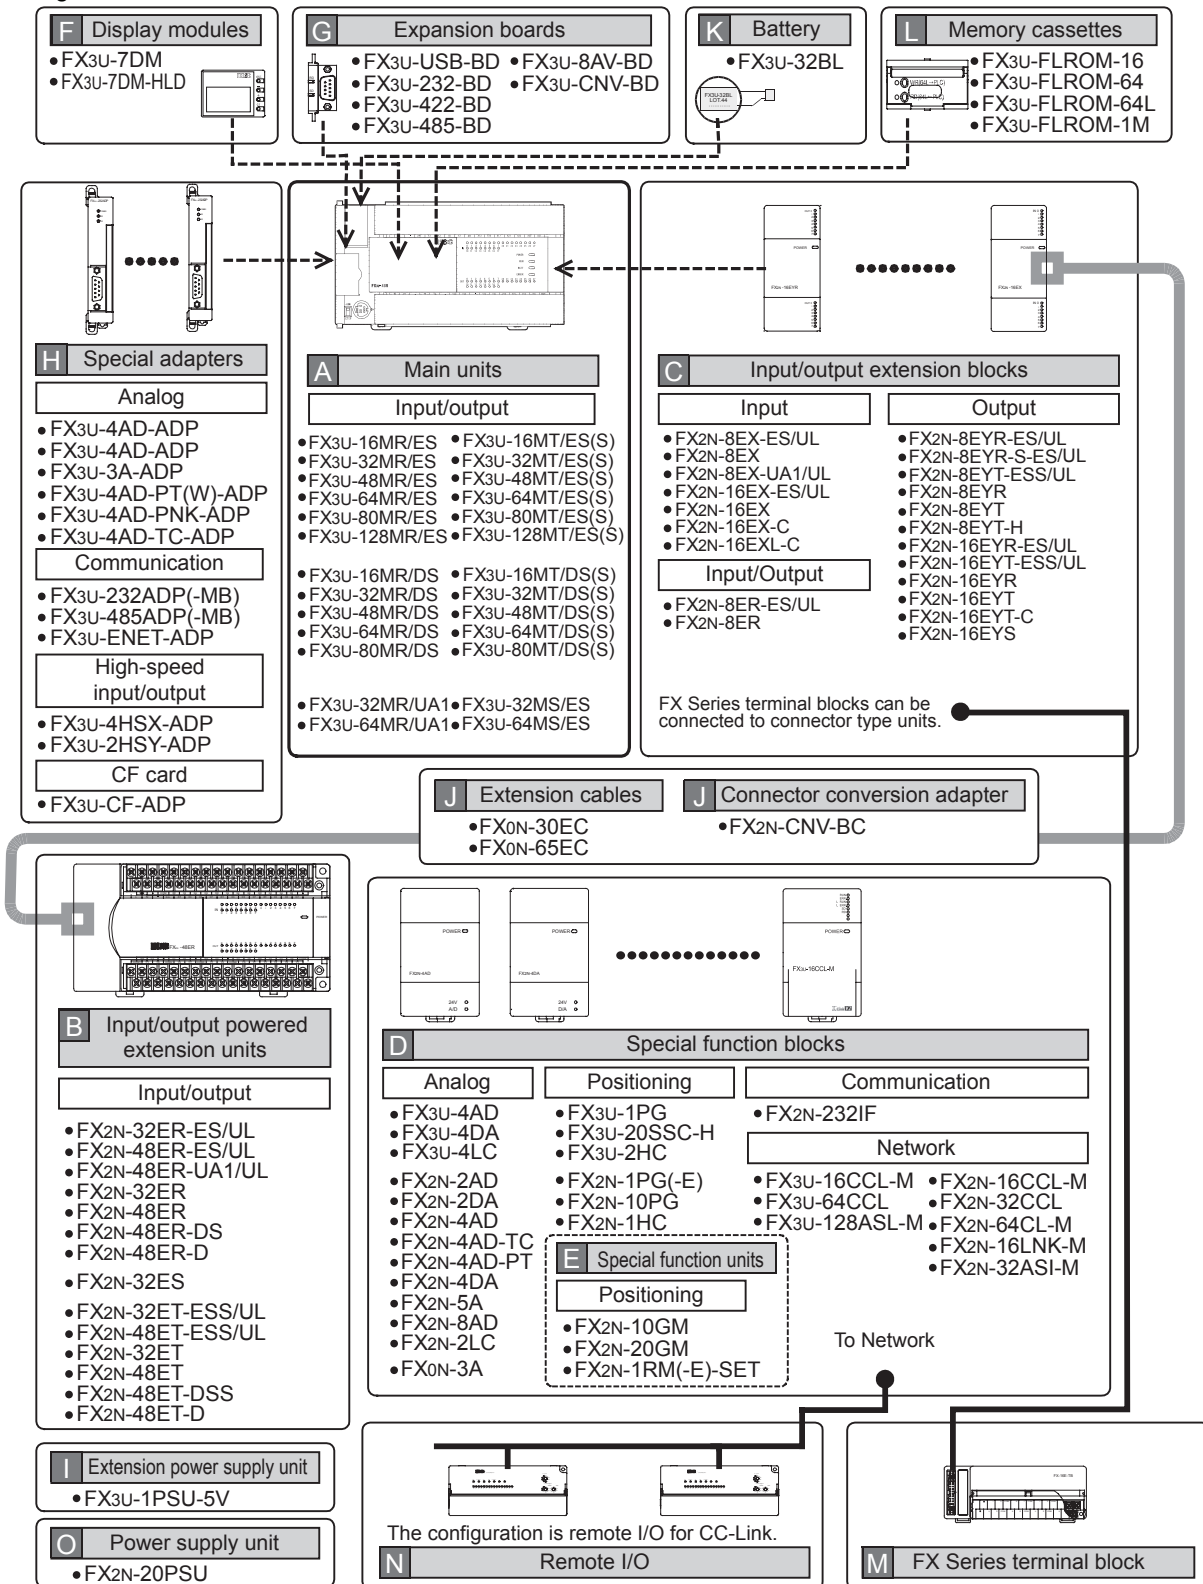 F Display modules
FX3U-7DM
FX3U-7DM-HLD
G Expansion boards
FX3U-USB-BD
FX3U-232-BD
FX3U-422-BD
FX3U-485-BD
FX3U-8AV-BD
FX3U-CNV-BD
K Battery
FX3U-32BL
FX3U-32BL
LOT.44
L Memory cassettes
FX3U-FLROM-16
FX3U-FLROM-64
FX3U-FLROM-64L
FX3U-FLROM-1M
H Special adapters
Analog
FX3U-4AD-ADP
FX3U-4AD-ADP
FX3U-3A-ADP
FX3U-4AD-PT(W)-ADP
FX3U-4AD-PNK-ADP
FX3U-4AD-TC-ADP
Communication
FX3U-232ADP(-MB)
FX3U-485ADP(-MB)
FX3U-ENET-ADP
High-speed
input/output
FX3U-4HSX-ADP
FX3U-2HSY-ADP
CF card
FX3U-CF-ADP
A Main units
Input/output
FX3U-16MR/ES
FX3U-32MR/ES
FX3U-48MR/ES
FX3U-64MR/ES
FX3U-80MR/ES
FX3U-128MR/ES
FX3U-16MT/ES(S)
FX3U-32MT/ES(S)
FX3U-48MT/ES(S)
FX3U-64MT/ES(S)
FX3U-80MT/ES(S)
FX3U-128MT/ES(S)
FX3U-16MR/DS
FX3U-32MR/DS
FX3U-48MR/DS
FX3U-64MR/DS
FX3U-80MR/DS
FX3U-16MT/DS(S)
FX3U-32MT/DS(S)
FX3U-48MT/DS(S)
FX3U-64MT/DS(S)
FX3U-80MT/DS(S)
FX3U-32MR/UA1
FX3U-64MR/UA1
FX3U-32MS/ES
FX3U-64MS/ES
POWER
FX2N-16EYR
POWER
FX2N-16EX
C Input/output extension blocks
Input
FX2N-8EX-ES/UL
FX2N-8EX
FX2N-8EX-UA1/UL
FX2N-16EX-ES/UL
FX2N-16EX
FX2N-16EX-C
FX2N-16EXL-C
Input/Output
FX2N-8ER-ES/UL
FX2N-8ER
Output
FX2N-8EYR-ES/UL
FX2N-8EYR-S-ES/UL
FX2N-8EYT-ESS/UL
FX2N-8EYR
FX2N-8EYT
FX2N-8EYT-H
FX2N-16EYR-ES/UL
FX2N-16EYT-ESS/UL
FX2N-16EYR
FX2N-16EYT
FX2N-16EYT-C
FX2N-16EYS
FX Series terminal blocks can be
connected to connector type units.
J Extension cables
FX0N-30EC
FX0N-65EC
J Connector conversion adapter
FX2N-CNV-BC
B Input/output powered
extension units
Input/output
FX2N-32ER-ES/UL
FX2N-48ER-ES/UL
FX2N-48ER-UA1/UL
FX2N-32ER
FX2N-48ER
FX2N-48ER-DS
FX2N-48ER-D
FX2N-32ES
FX2N-32ET-ESS/UL
FX2N-48ET-ESS/UL
FX2N-32ET
FX2N-48ET
FX2N-48ET-DSS
FX2N-48ET-D
POWER
FX2N-4AD
24V
A/D
POWER
FX2N-4DA
24V
D/A
POWER
FX3U-16CCL-M
D Special function blocks
Analog
FX3U-4AD
FX3U-4DA
FX3U-4LC
FX2N-2AD
FX2N-2DA
FX2N-4AD
FX2N-4AD-TC
FX2N-4AD-PT
FX2N-4DA
FX2N-5A
FX2N-8AD
FX2N-2LC
FX0N-3A
Positioning
FX3U-1PG
FX3U-20SSC-H
FX3U-2HC
FX2N-1PG(-E)
FX2N-10PG
FX2N-1HC
E Special function units
Positioning
FX2N-10GM
FX2N-20GM
FX2N-1RM(-E)-SET
Communication
FX2N-232IF
Network
FX3U-16CCL-M
FX3U-64CCL
FX3U-128ASL-M
FX2N-16CCL-M
FX2N-32CCL
FX2N-64CL-M
FX2N-16LNK-M
FX2N-32ASI-M
To Network
I Extension power supply unit
FX3U-1PSU-5V
O Power supply unit
FX2N-20PSU
The configuration is remote I/O for CC-Link.
N Remote I/O
M FX Series terminal block